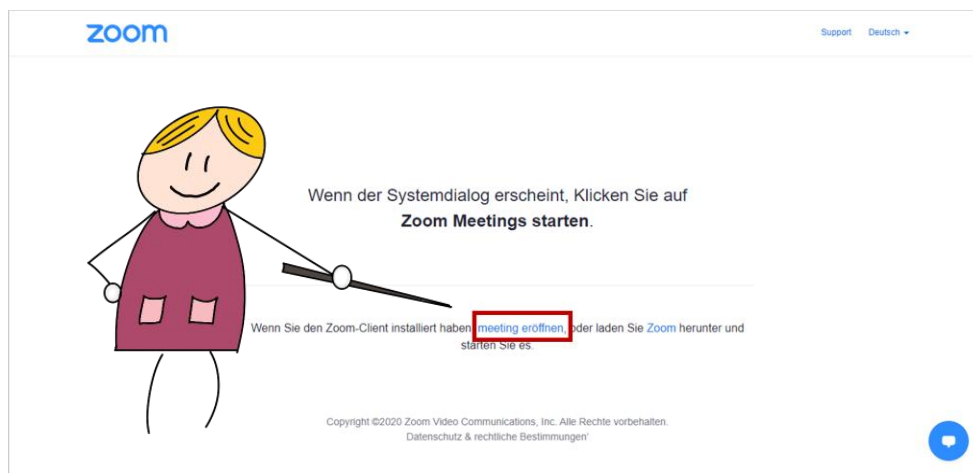 zoom
Support Deutsch
Wenn der Systemdialog erscheint, Klicken Sie auf
Zoom Meetings starten.
Wenn Sie den Zoom-Client installiert haben, meeting eröffnen, oder laden Sie Zoom herunter und
starten Sie es.
Copyright ©2020 Zoom Video Communications, Inc. Alle Rechte vorbehalten.
Datenschutz & rechtliche Bestimmungen'